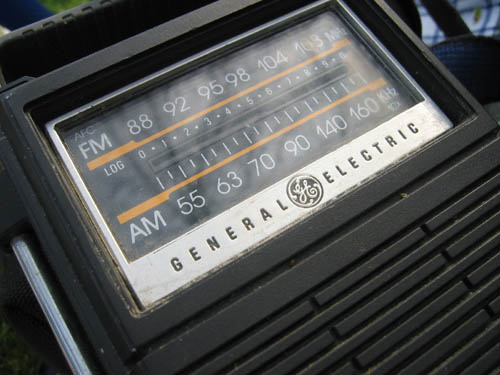 AFC
FM 88 92 95 98 104 108 MHz
LOG 0 • 1 • 2 • 3 • 4 • 5 • 6 • 7 • 8 • 9 •
AM 55 63 70 90 140 160 KHz
GENERAL GE ELECTRIC